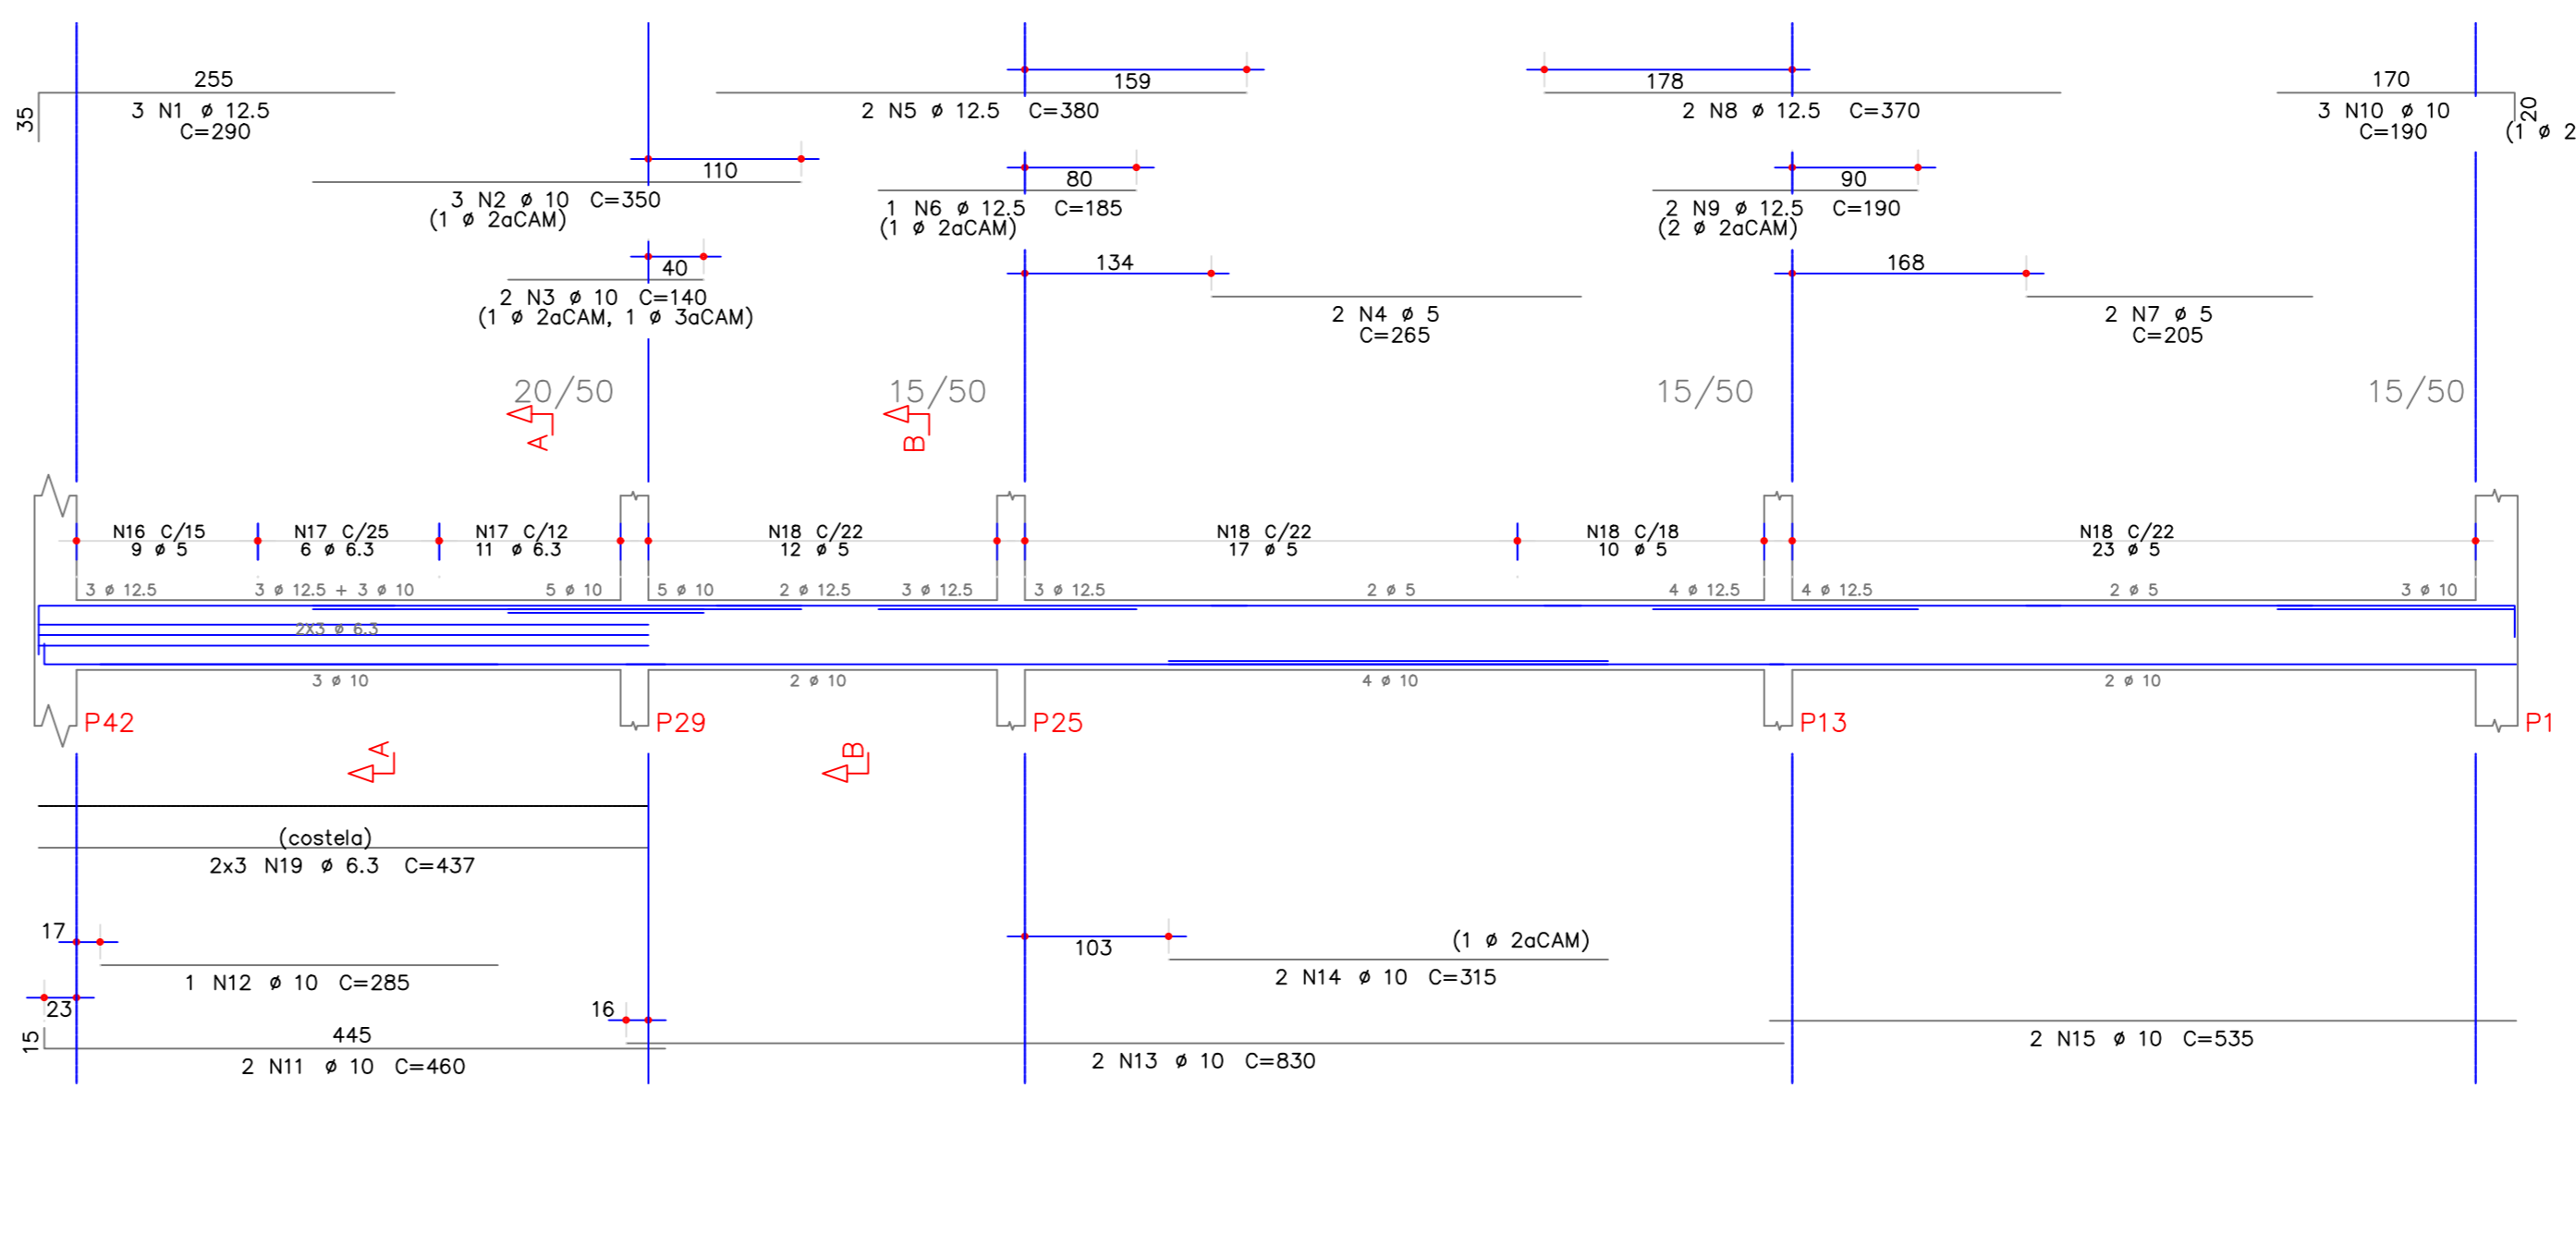 255
3 N1 ø 12.5
C=290
35
159
2 N5 ø 12.5 C=380
178
2 N8 ø 12.5 C=370
170
3 N10 ø 10
C=190
20
(1 ø 2
110
3 N2 ø 10 C=350
(1 ø 2aCAM)
80
1 N6 ø 12.5 C=185
(1 ø 2aCAM)
90
2 N9 ø 12.5 C=190
(2 ø 2aCAM)
40
2 N3 ø 10 C=140
(1 ø 2aCAM, 1 ø 3aCAM)
134
2 N4 ø 5
C=265
168
2 N7 ø 5
C=205
20/50
15/50
15/50
15/50
A
B
N16 C/15
9 ø 5
N17 C/25
6 ø 6.3
N17 C/12
11 ø 6.3
N18 C/22
12 ø 5
N18 C/22
17 ø 5
N18 C/18
10 ø 5
N18 C/22
23 ø 5
3 ø 12.5
3 ø 12.5 + 3 ø 10
5 ø 10
5 ø 10
2 ø 12.5
3 ø 12.5
3 ø 12.5
2 ø 5
4 ø 12.5
4 ø 12.5
2 ø 5
3 ø 10
2X3 ø 6.3
3 ø 10
2 ø 10
4 ø 10
2 ø 10
P42
P29
P25
P13
P1
A
B
(costela)
2x3 N19 ø 6.3 C=437
17
1 N12 ø 10 C=285
103
(1 ø 2aCAM)
2 N14 ø 10 C=315
23
16
15
445
2 N11 ø 10 C=460
2 N13 ø 10 C=830
2 N15 ø 10 C=535